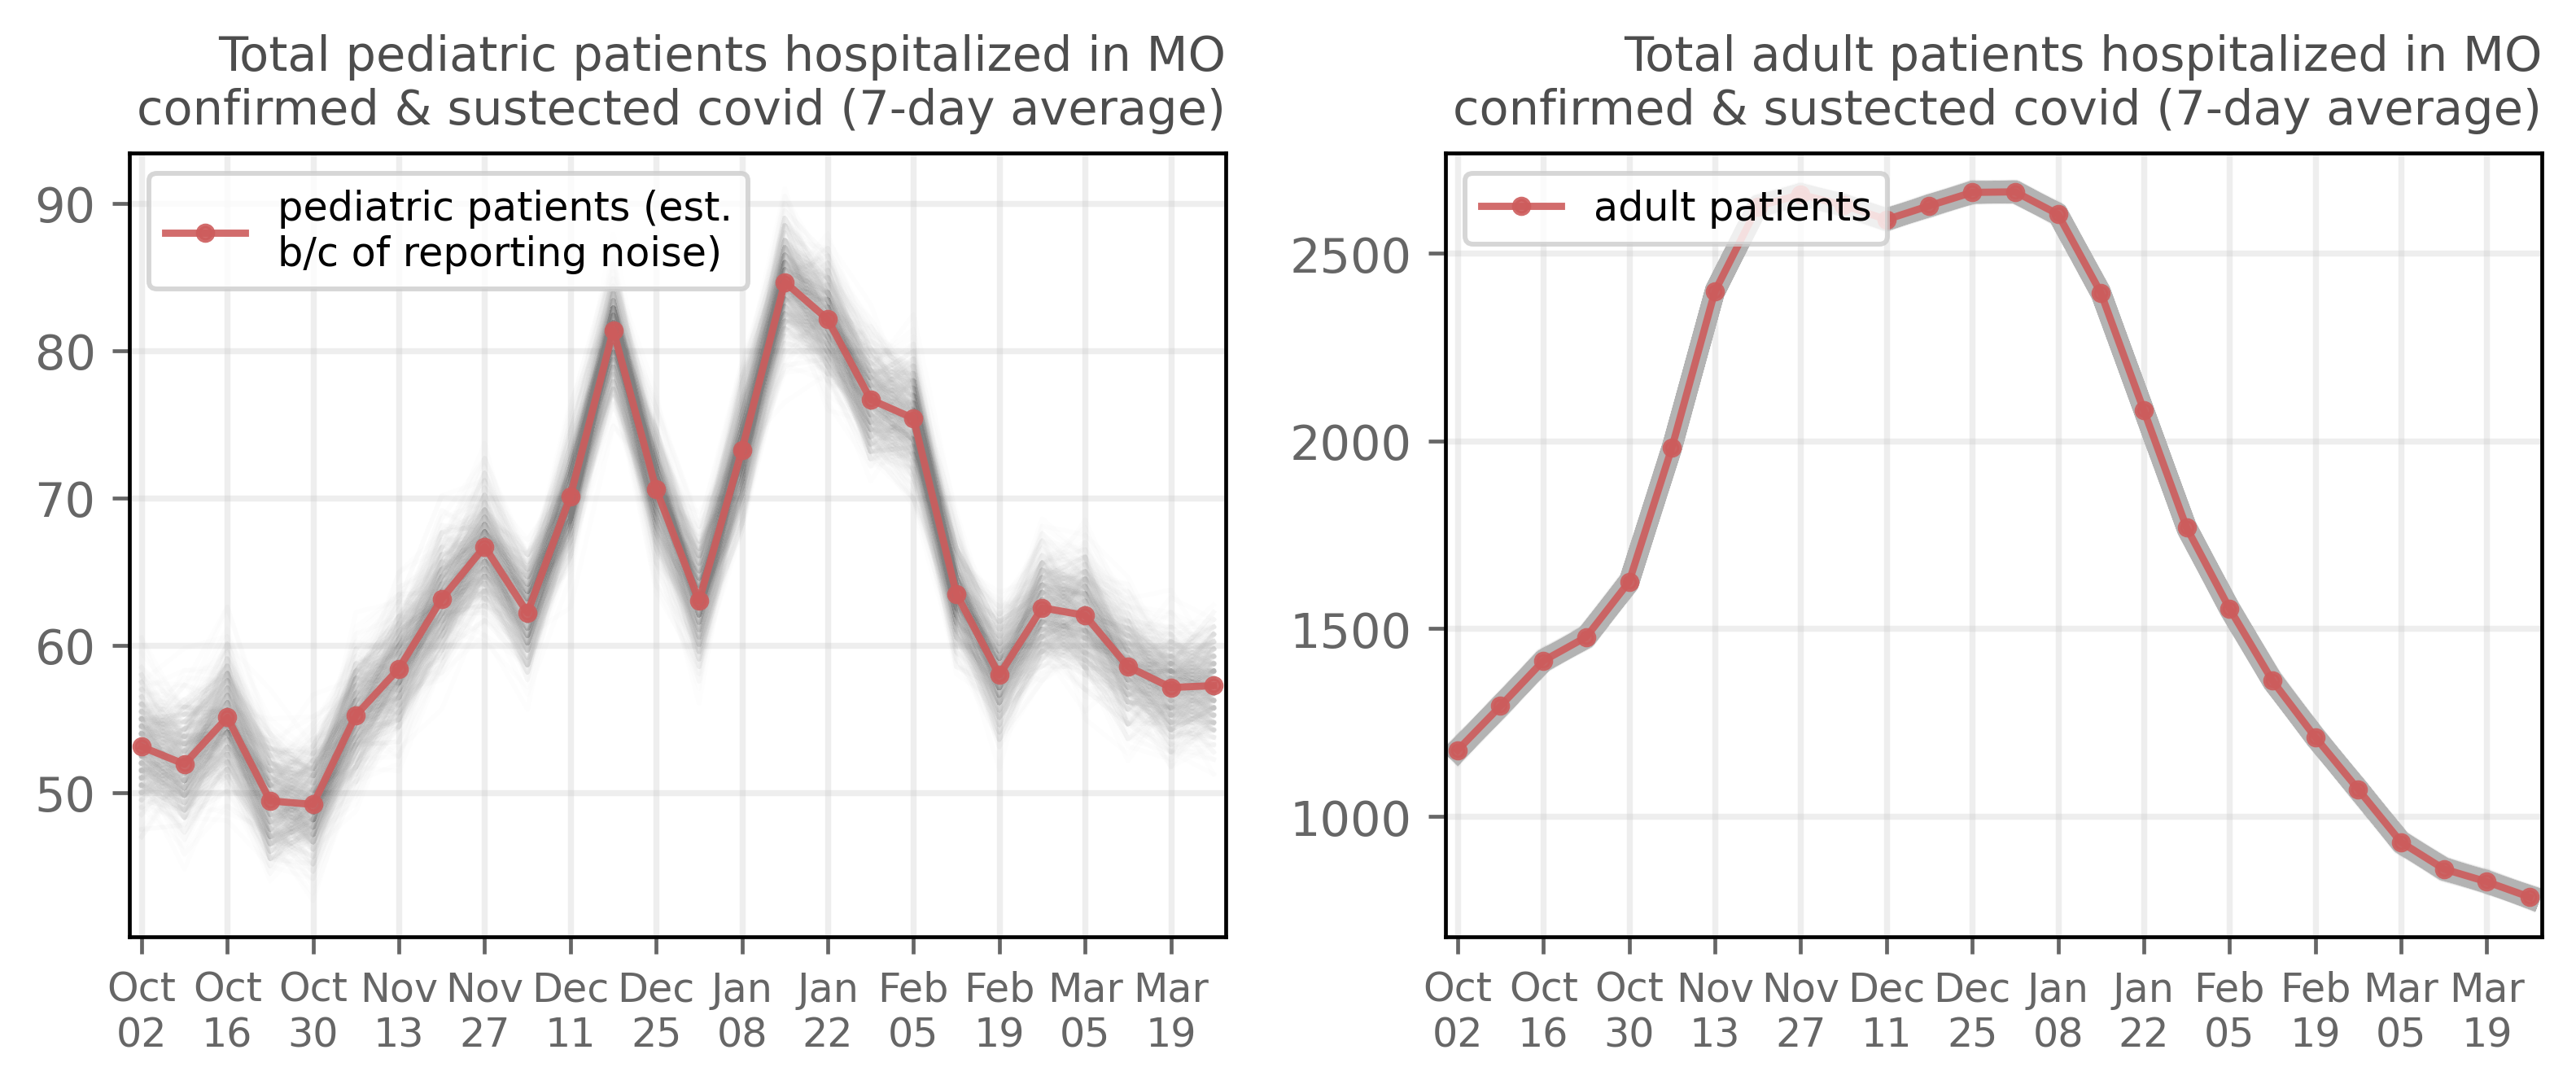 Total pediatric patients hospitalized in MO
confirmed & sustected covid (7-day average)
pediatric patients (est.
b/c of reporting noise)
90
80
70
60
50
Oct Oct Oct Nov Nov Dec Dec Jan Jan Feb Feb Mar Mar
02 16 30 13 27 11 25 08 22 05 19 05 19
Total adult patients hospitalized in MO
confirmed & sustected covid (7-day average)
adult patients
2500
2000
1500
1000
Oct Oct Oct Nov Nov Dec Dec Jan Jan Feb Feb Mar Mar
02 16 30 13 27 11 25 08 22 05 19 05 19